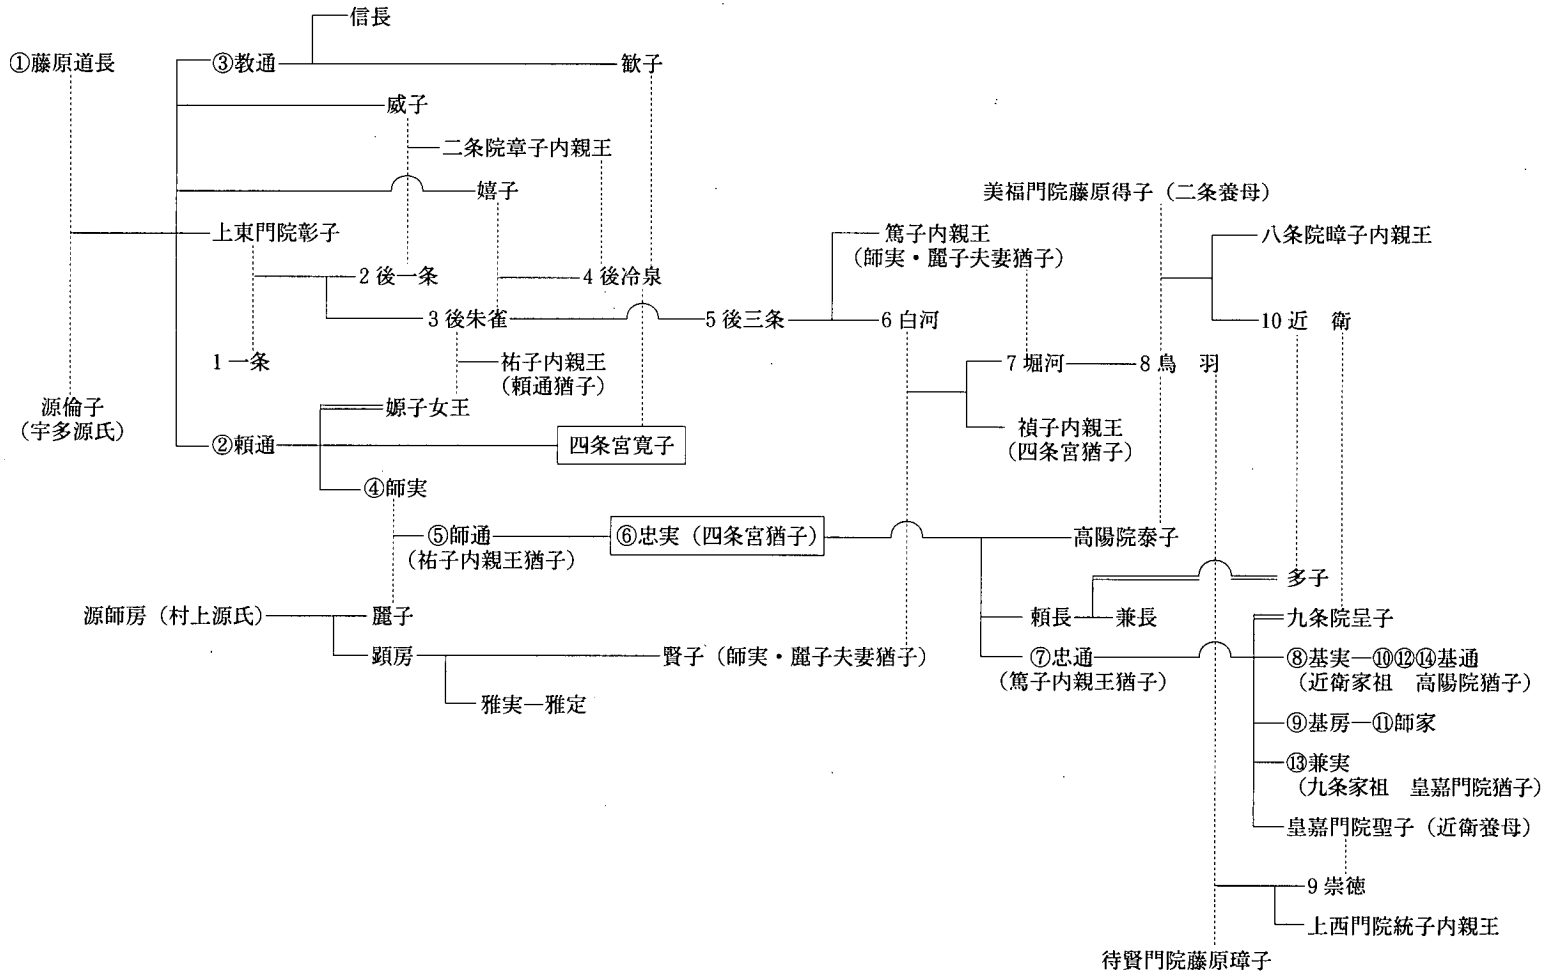 信長
①藤原道長
③教通
歓子
威子
二条院章子内親王
嬉子
美福門院藤原得子（二条養母）
上東門院彰子
篤子内親王
（師実・麗子夫妻猶子）
八条院暲子内親王
2 後一条
4 後冷泉
3 後朱雀
5 後三条
6 白河
10 近　衛
1 一条
祐子内親王
（頼通猶子）
7 堀河
8 鳥　羽
源倫子
（宇多源氏）
嫄子女王
禎子内親王
（四条宮猶子）
②頼通
四条宮寛子
④師実
⑤師通
（祐子内親王猶子）
⑥忠実（四条宮猶子）
高陽院泰子
多子
源師房（村上源氏）
麗子
頼長
兼長
九条院呈子
顕房
賢子（師実・麗子夫妻猶子）
⑦忠通
（篤子内親王猶子）
⑧基実―⑩⑫⑭基通
（近衛家祖　高陽院猶子）
雅実―雅定
⑨基房―⑪師家
⑬兼実
（九条家祖　皇嘉門院猶子）
皇嘉門院聖子（近衛養母）
9 崇徳
上西門院統子内親王
待賢門院藤原璋子